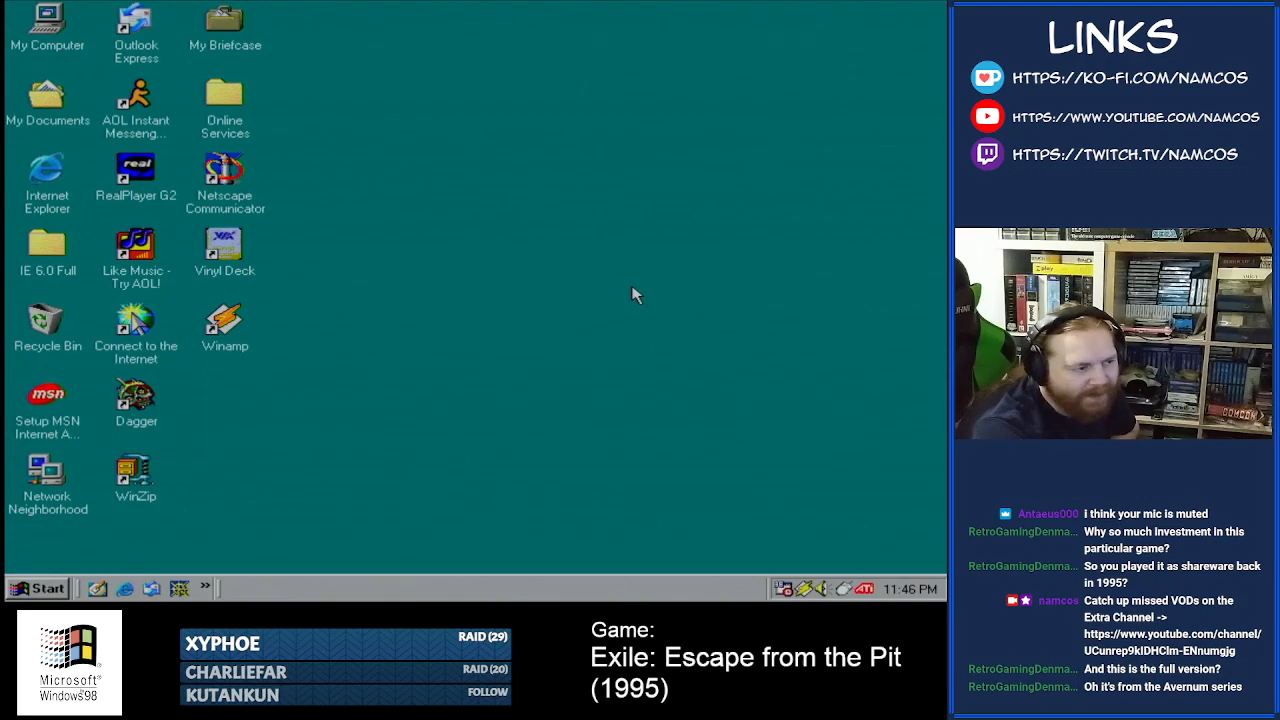 My Computer
Outlook
Express
My Briefcase
My Documents
AOL Instant
Messeng...
Online
Services
Internet
Explorer
real
RealPlayer G2
Netscape
Communicator
IE 6.0 Full
Like Music -
Try AOL!
Vinyl Deck
Recycle Bin
Connect to the
Internet
Winamp
msn
Setup MSN
Internet A...
Dagger
Network
Neighborhood
WinZip
Start
»
ATI
11:46 PM
LINKS
HTTPS://KO-FI.COM/NAMCOS
HTTPS://WWW.YOUTUBE.COM/NAMCOS
HTTPS://TWITCH.TV/NAMCOS
Antaeus000 i think your mic is muted
RetroGamingDenma... Why so much investment in this
particular game?
RetroGamingDenma... So you played it as shareware back
in 1995?
namcos Catch up missed VODs on the
Extra Channel ->
https://www.youtube.com/channel/
UCunrep9kIDHCIm-ENnumgjg
RetroGamingDenma... And this is the full version?
RetroGamingDenma... Oh it's from the Avernum series
Microsoft
Windows98
XYPHOE RAID (29)
CHARLIEFAR RAID (20)
KUTANKUN FOLLOW
Game:
Exile: Escape from the Pit
(1995)